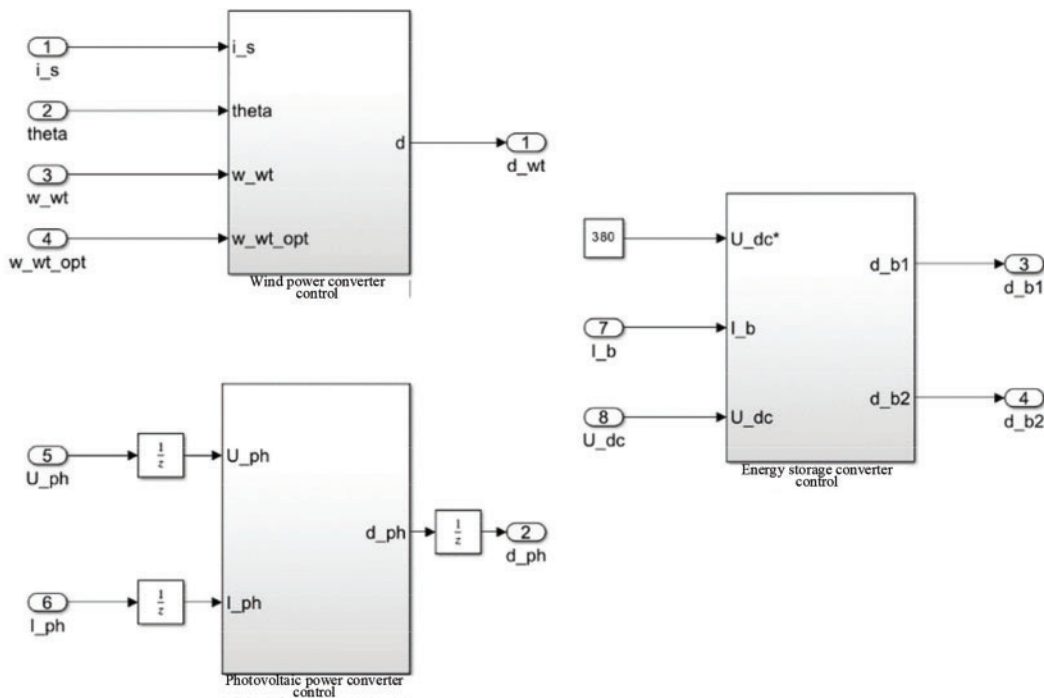 1
i_s
i_s
2
theta
theta
3
w_wt
w_wt
4
w_wt_opt
w_wt_opt
d
1
d_wt
Wind power converter
control
380
U_dc*
7
I_b
I_b
8
U_dc
U_dc
d_b1
3
d_b1
d_b2
4
d_b2
Energy storage converter
control
5
U_ph
1
z
U_ph
6
I_ph
1
z
I_ph
d_ph
1
z
2
d_ph
Photovoltaic power converter
control